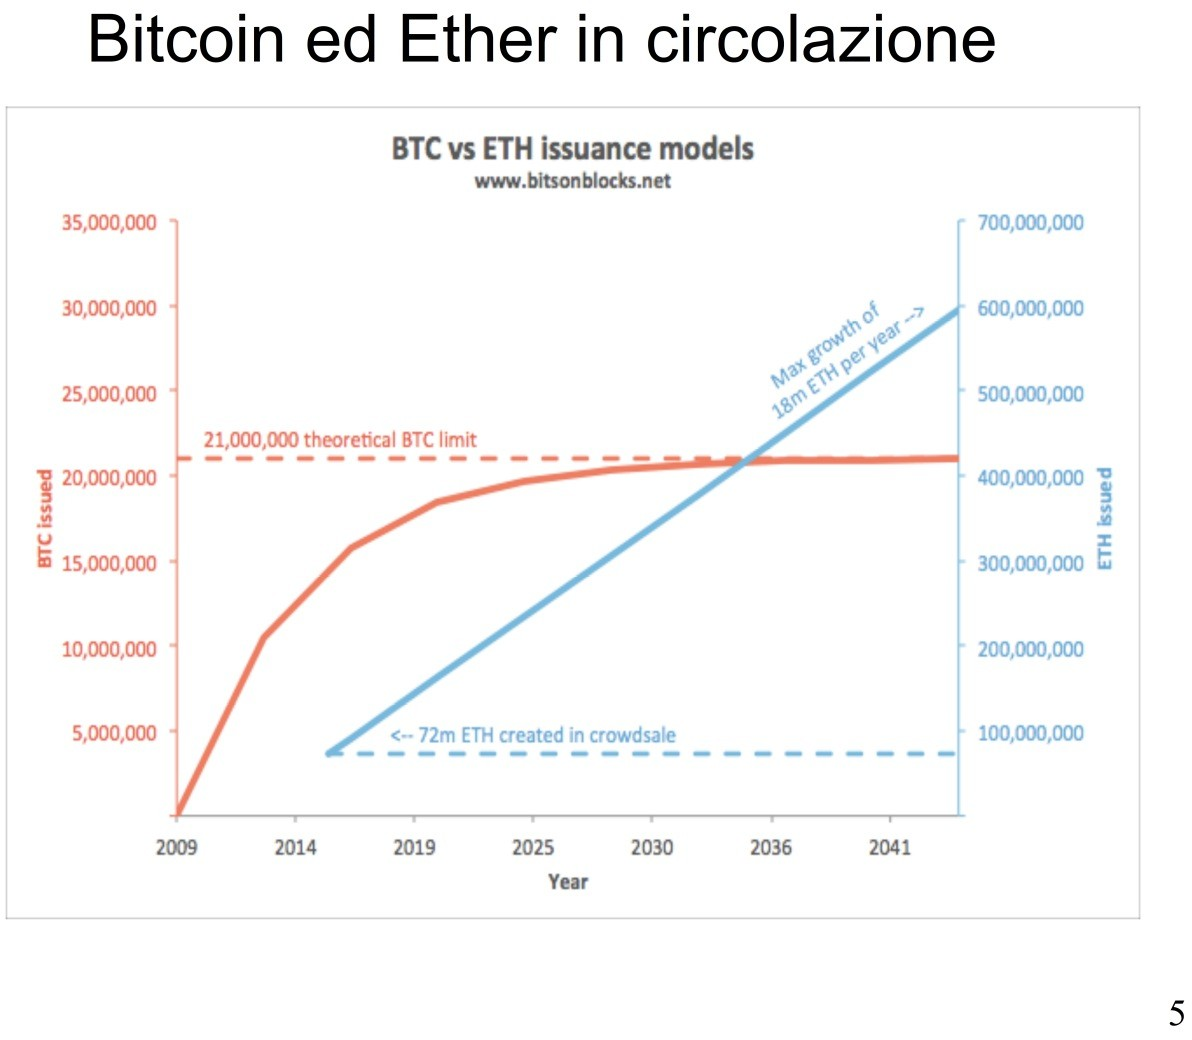 Bitcoin ed Ether in circolazione
BTC vs ETH issuance models
www.bitsonblocks.net
35,000,000
30,000,000
25,000,000
20,000,000
15,000,000
10,000,000
5,000,000
BTC issued
21,000,000 theoretical BTC limit
Max growth of
18m ETH per year -->
<-- 72m ETH created in crowdsale
700,000,000
600,000,000
500,000,000
400,000,000
300,000,000
200,000,000
100,000,000
ETH issued
2009 2014 2019 2025 2030 2036 2041
Year
5